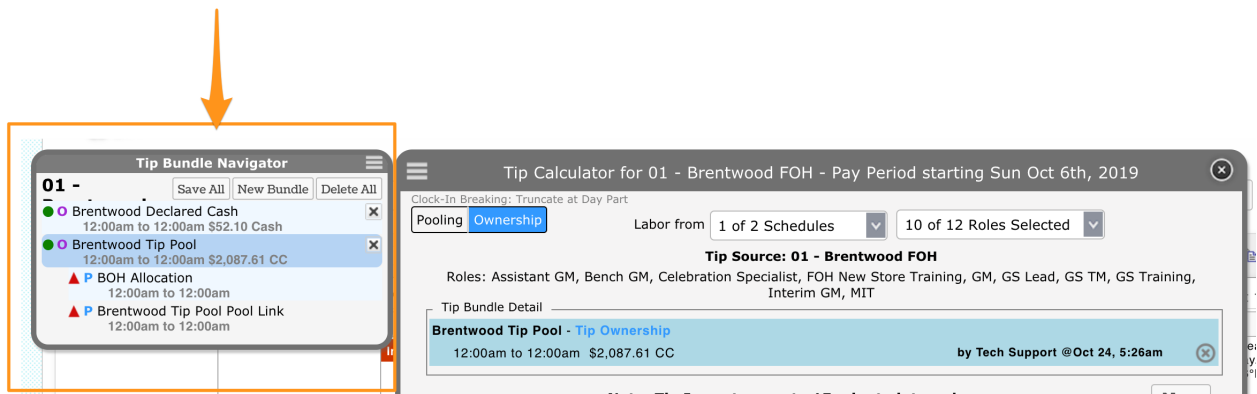 Tip Bundle Navigator
01 -
Save All New Bundle Delete All
O Brentwood Declared Cash
12:00am to 12:00am $52.10 Cash
O Brentwood Tip Pool
12:00am to 12:00am $2,087.61 CC
P BOH Allocation
12:00am to 12:00am
P Brentwood Tip Pool Pool Link
12:00am to 12:00am
Tip Calculator for 01 - Brentwood FOH - Pay Period starting Sun Oct 6th, 2019
Clock-In Breaking: Truncate at Day Part
Pooling Ownership
Labor from 1 of 2 Schedules 10 of 12 Roles Selected
Tip Source: 01 - Brentwood FOH
Roles: Assistant GM, Bench GM, Celebration Specialist, FOH New Store Training, GM, GS Lead, GS TM, GS Training,
Interim GM, MIT
Tip Bundle Detail
Brentwood Tip Pool - Tip Ownership
12:00am to 12:00am $2,087.61 CC by Tech Support @Oct 24, 5:26am